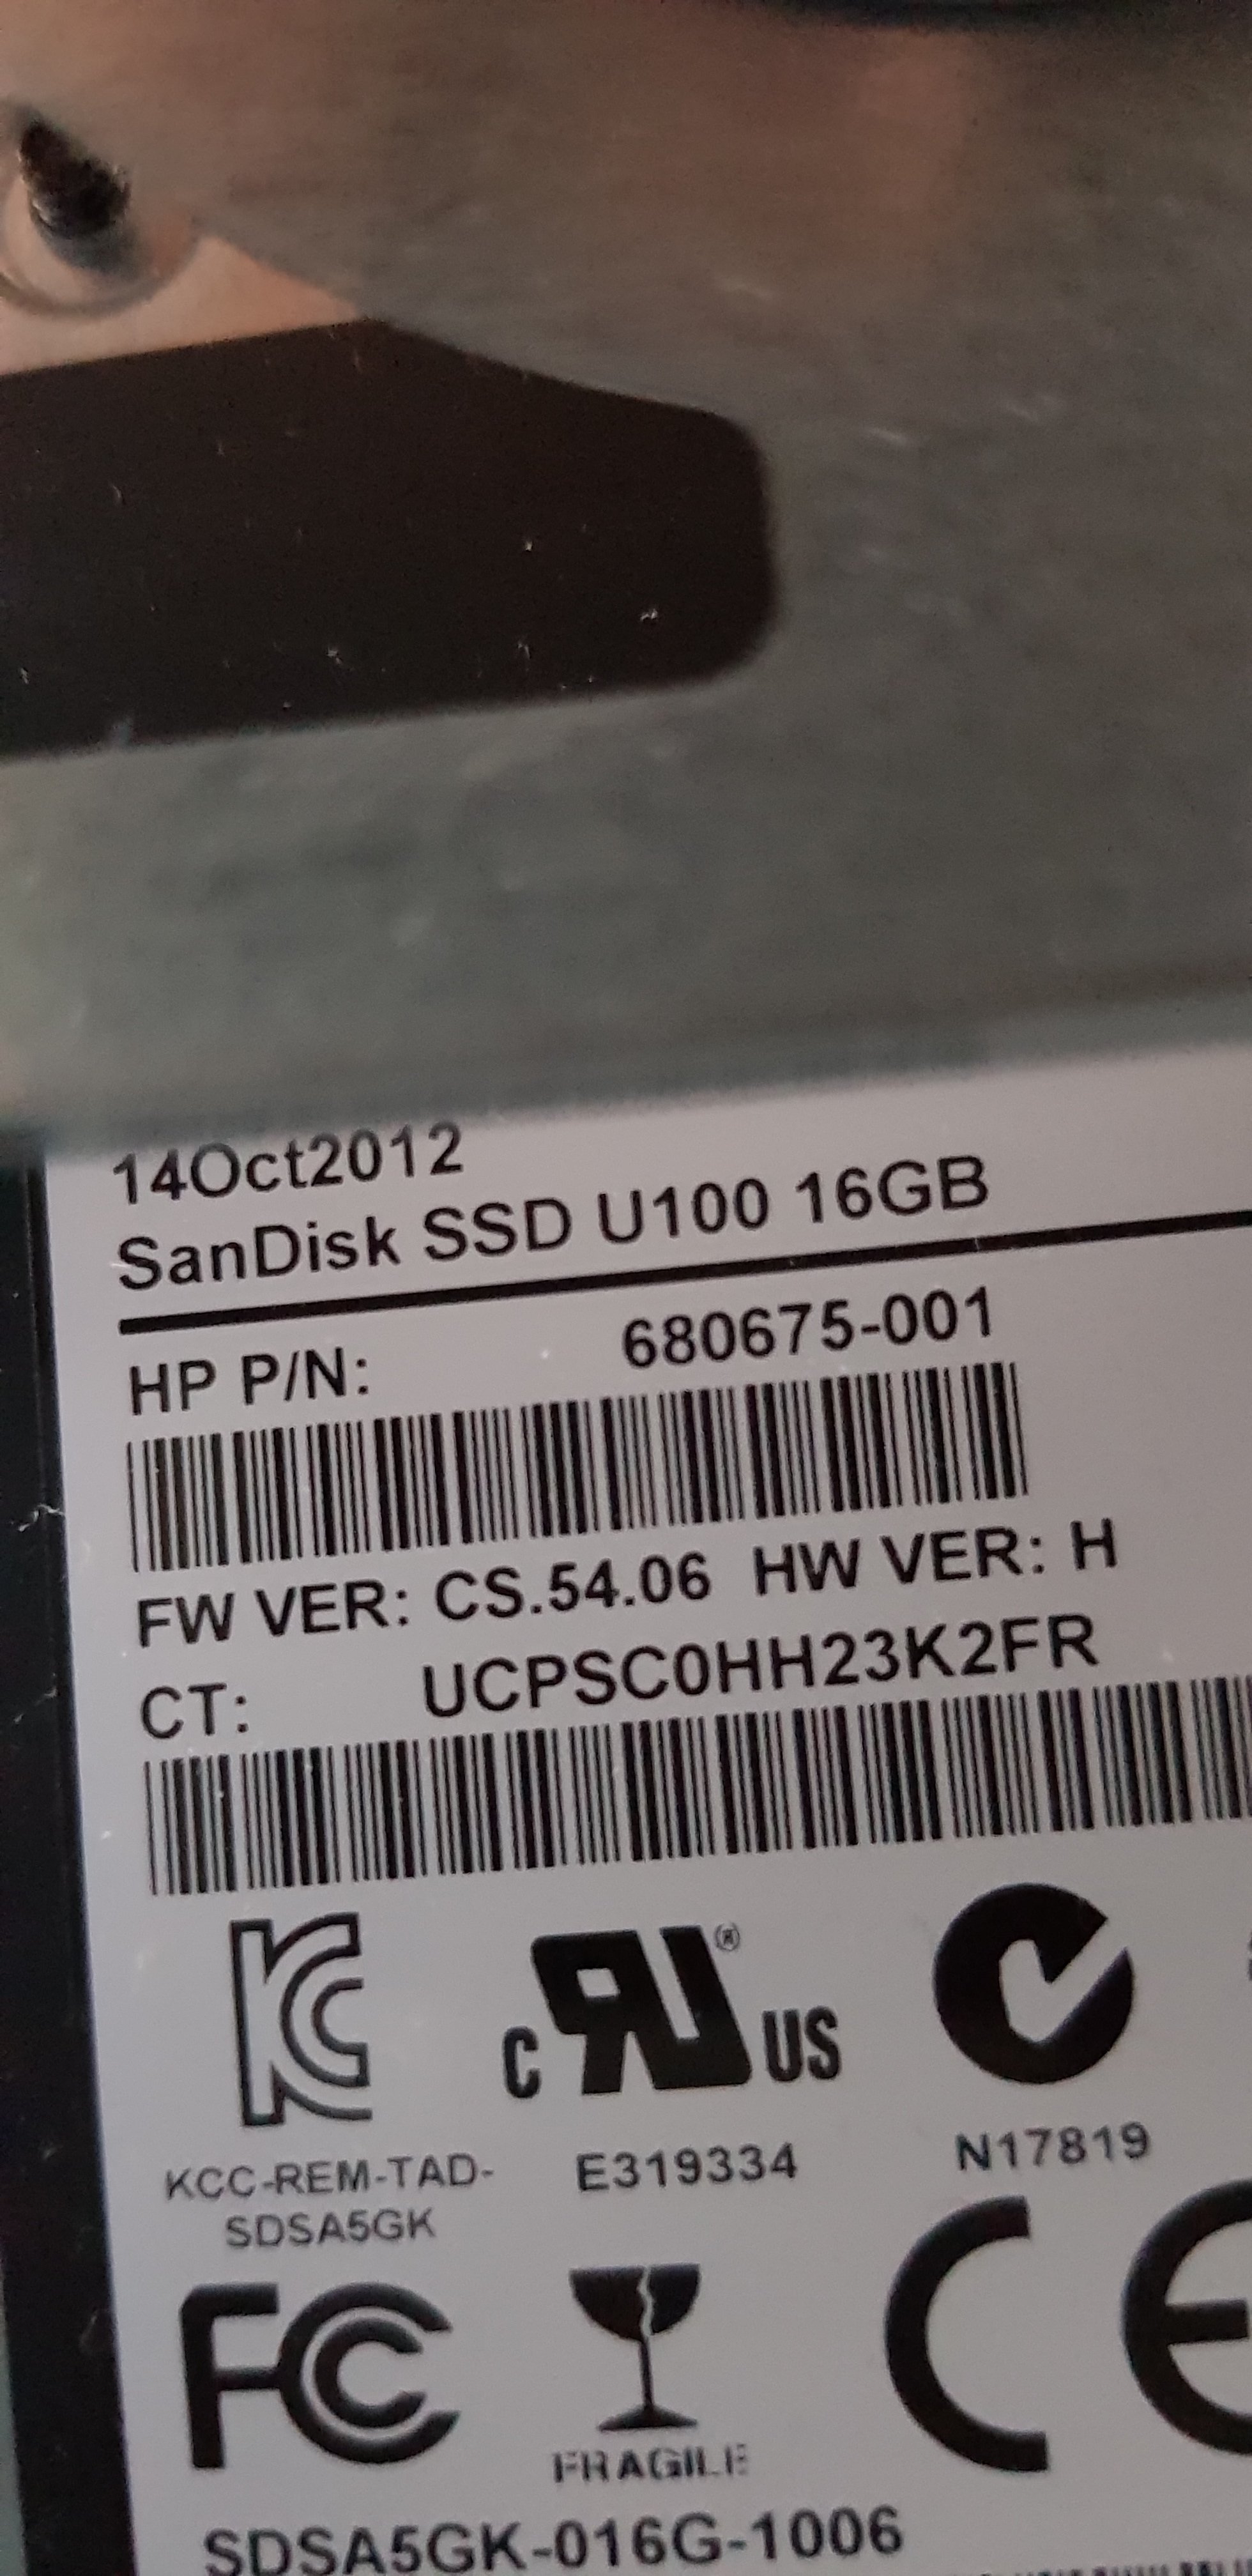 14Oct2012
SanDisk SSD U100 16GB
HP P/N: 680675-001
FW VER: CS.54.06 HW VER: H
CT: UCPSC0HH23K2FR
c RU ® US
KCC-REM-TAD-
SDSA5GK
E319334
N17819
FC CE
FRAGILE
SDSA5GK-016G-1006